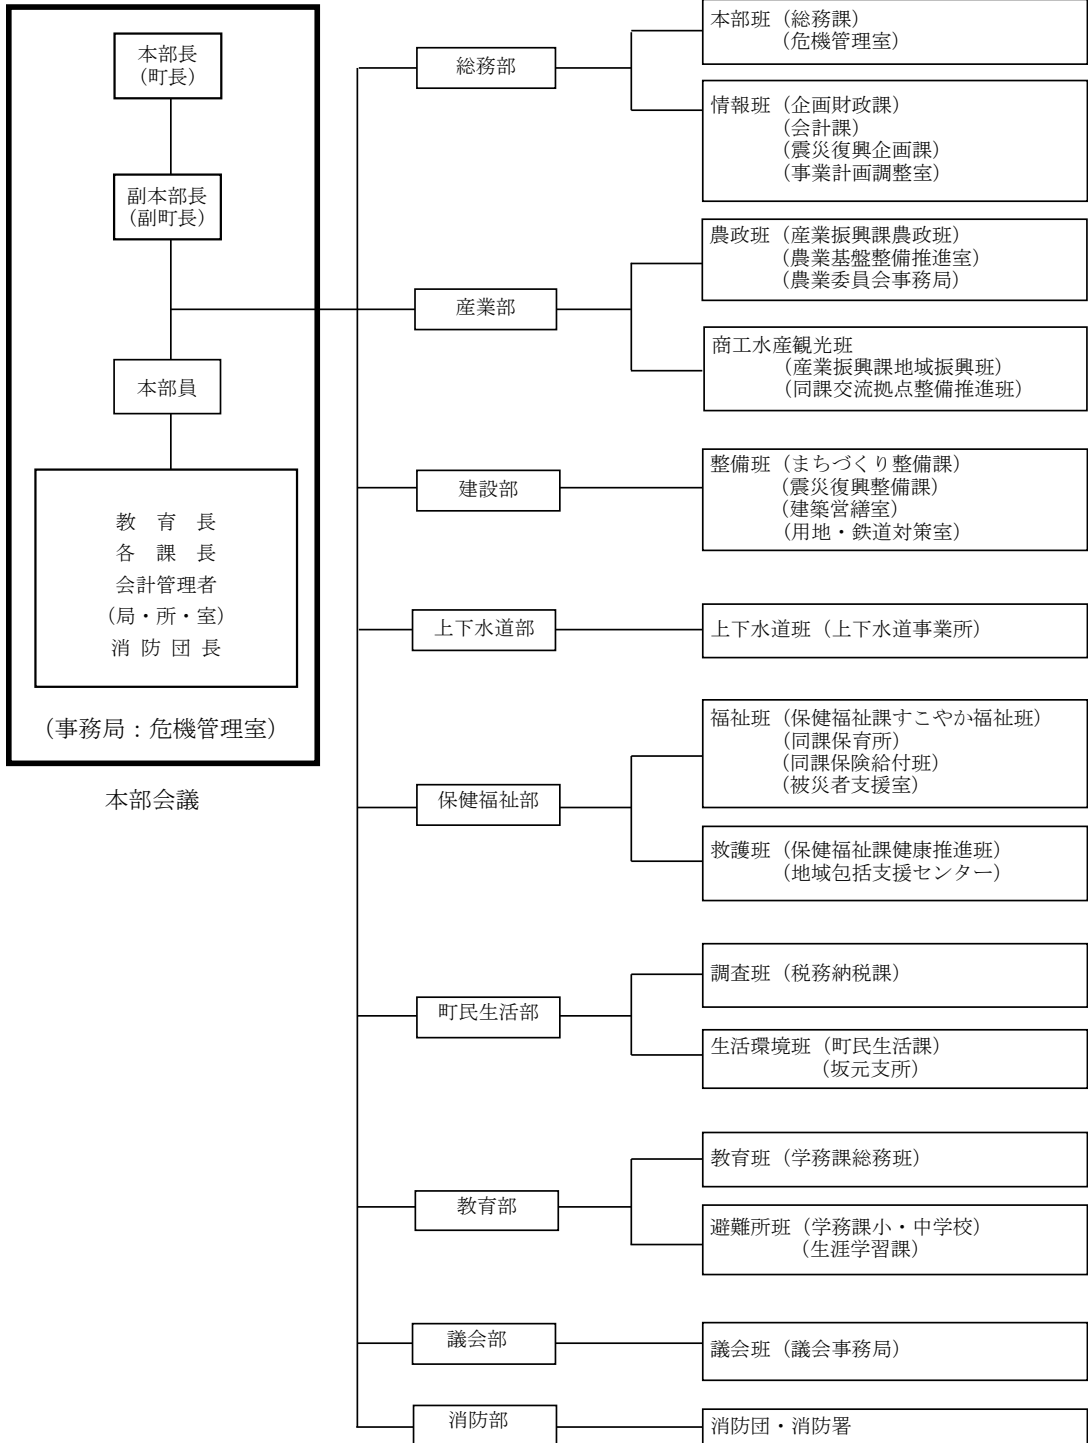 本部長
(町長)
副本部長
(副町長)
本部員
教　育　長
各　課　長
会計管理者
(局・所・室)
消 防 団 長
(事務局：危機管理室)
本部会議
総務部
本部班（総務課）
（危機管理室）
情報班（企画財政課）
（会計課）
（震災復興企画課）
（事業計画調整室）
産業部
農政班（産業振興課農政班）
（農業基盤整備推進室）
（農業委員会事務局）
商工水産観光班
（産業振興課地域振興班）
（同課交流拠点整備推進班）
建設部
整備班（まちづくり整備課）
（震災復興整備課）
（建築営繕室）
（用地・鉄道対策室）
上下水道部
上下水道班（上下水道事業所）
保健福祉部
福祉班（保健福祉課すこやか福祉班）
（同課保育所）
（同課保険給付班）
（被災者支援室）
救護班（保健福祉課健康推進班）
（地域包括支援センター）
町民生活部
調査班（税務納税課）
生活環境班（町民生活課）
（坂元支所）
教育部
教育班（学務課総務班）
避難所班（学務課小・中学校）
（生涯学習課）
議会部
議会班（議会事務局）
消防部
消防団・消防署